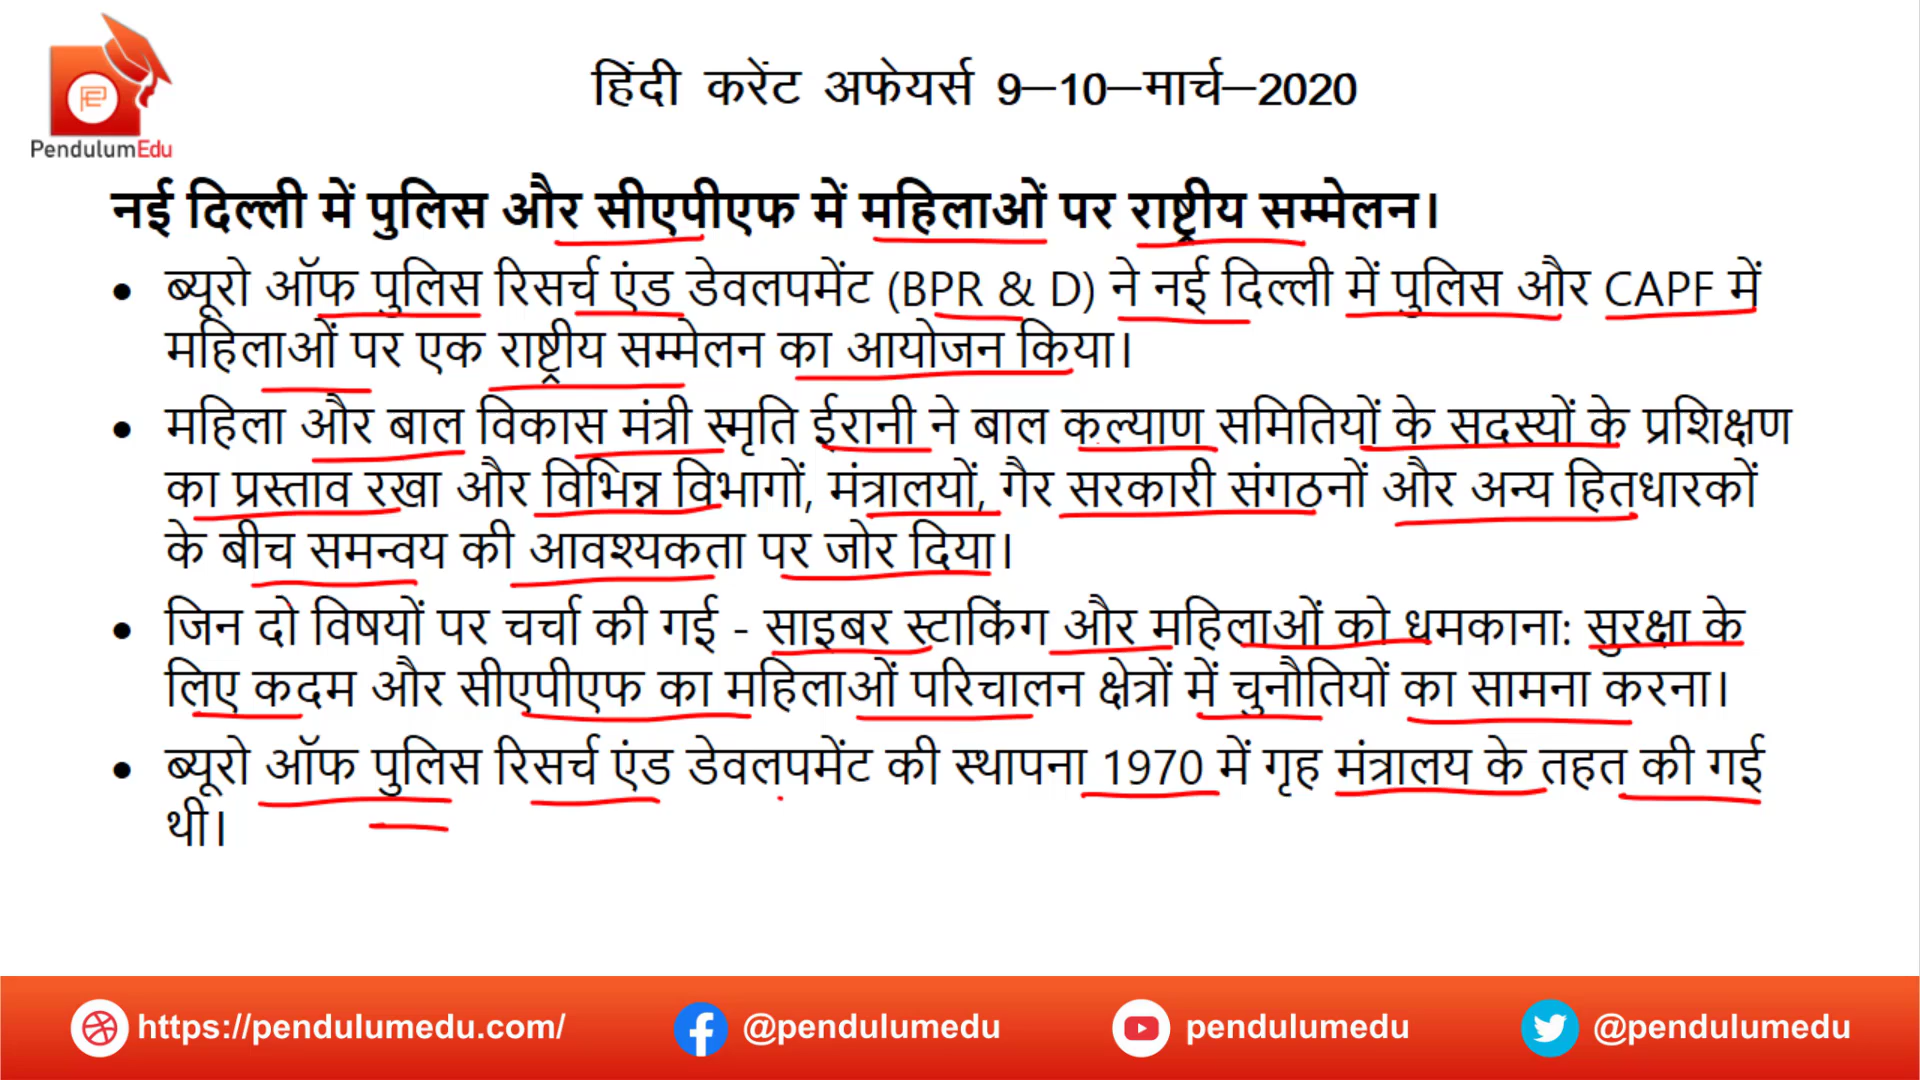 PendulumEdu
हिंदी करेंट अफेयर्स 9–10–मार्च–2020
नई दिल्ली में पुलिस और सीएपीएफ में महिलाओं पर राष्ट्रीय सम्मेलन।
• ब्यूरो ऑफ पुलिस रिसर्च एंड डेवलपमेंट (BPR & D) ने नई दिल्ली में पुलिस और CAPF में
महिलाओं पर एक राष्ट्रीय सम्मेलन का आयोजन किया।
• महिला और बाल विकास मंत्री स्मृति ईरानी ने बाल कल्याण समितियों के सदस्यों के प्रशिक्षण
का प्रस्ताव रखा और विभिन्न विभागों, मंत्रालयों, गैर सरकारी संगठनों और अन्य हितधारकों
के बीच समन्वय की आवश्यकता पर जोर दिया।
• जिन दो विषयों पर चर्चा की गई - साइबर स्टाकिंग और महिलाओं को धमकाना: सुरक्षा के
लिए कदम और सीएपीएफ का महिलाओं परिचालन क्षेत्रों में चुनौतियों का सामना करना।
• ब्यूरो ऑफ पुलिस रिसर्च एंड डेवलपमेंट की स्थापना 1970 में गृह मंत्रालय के तहत की गई
थी।
https://pendulumedu.com/ @pendulumedu pendulumedu @pendulumedu